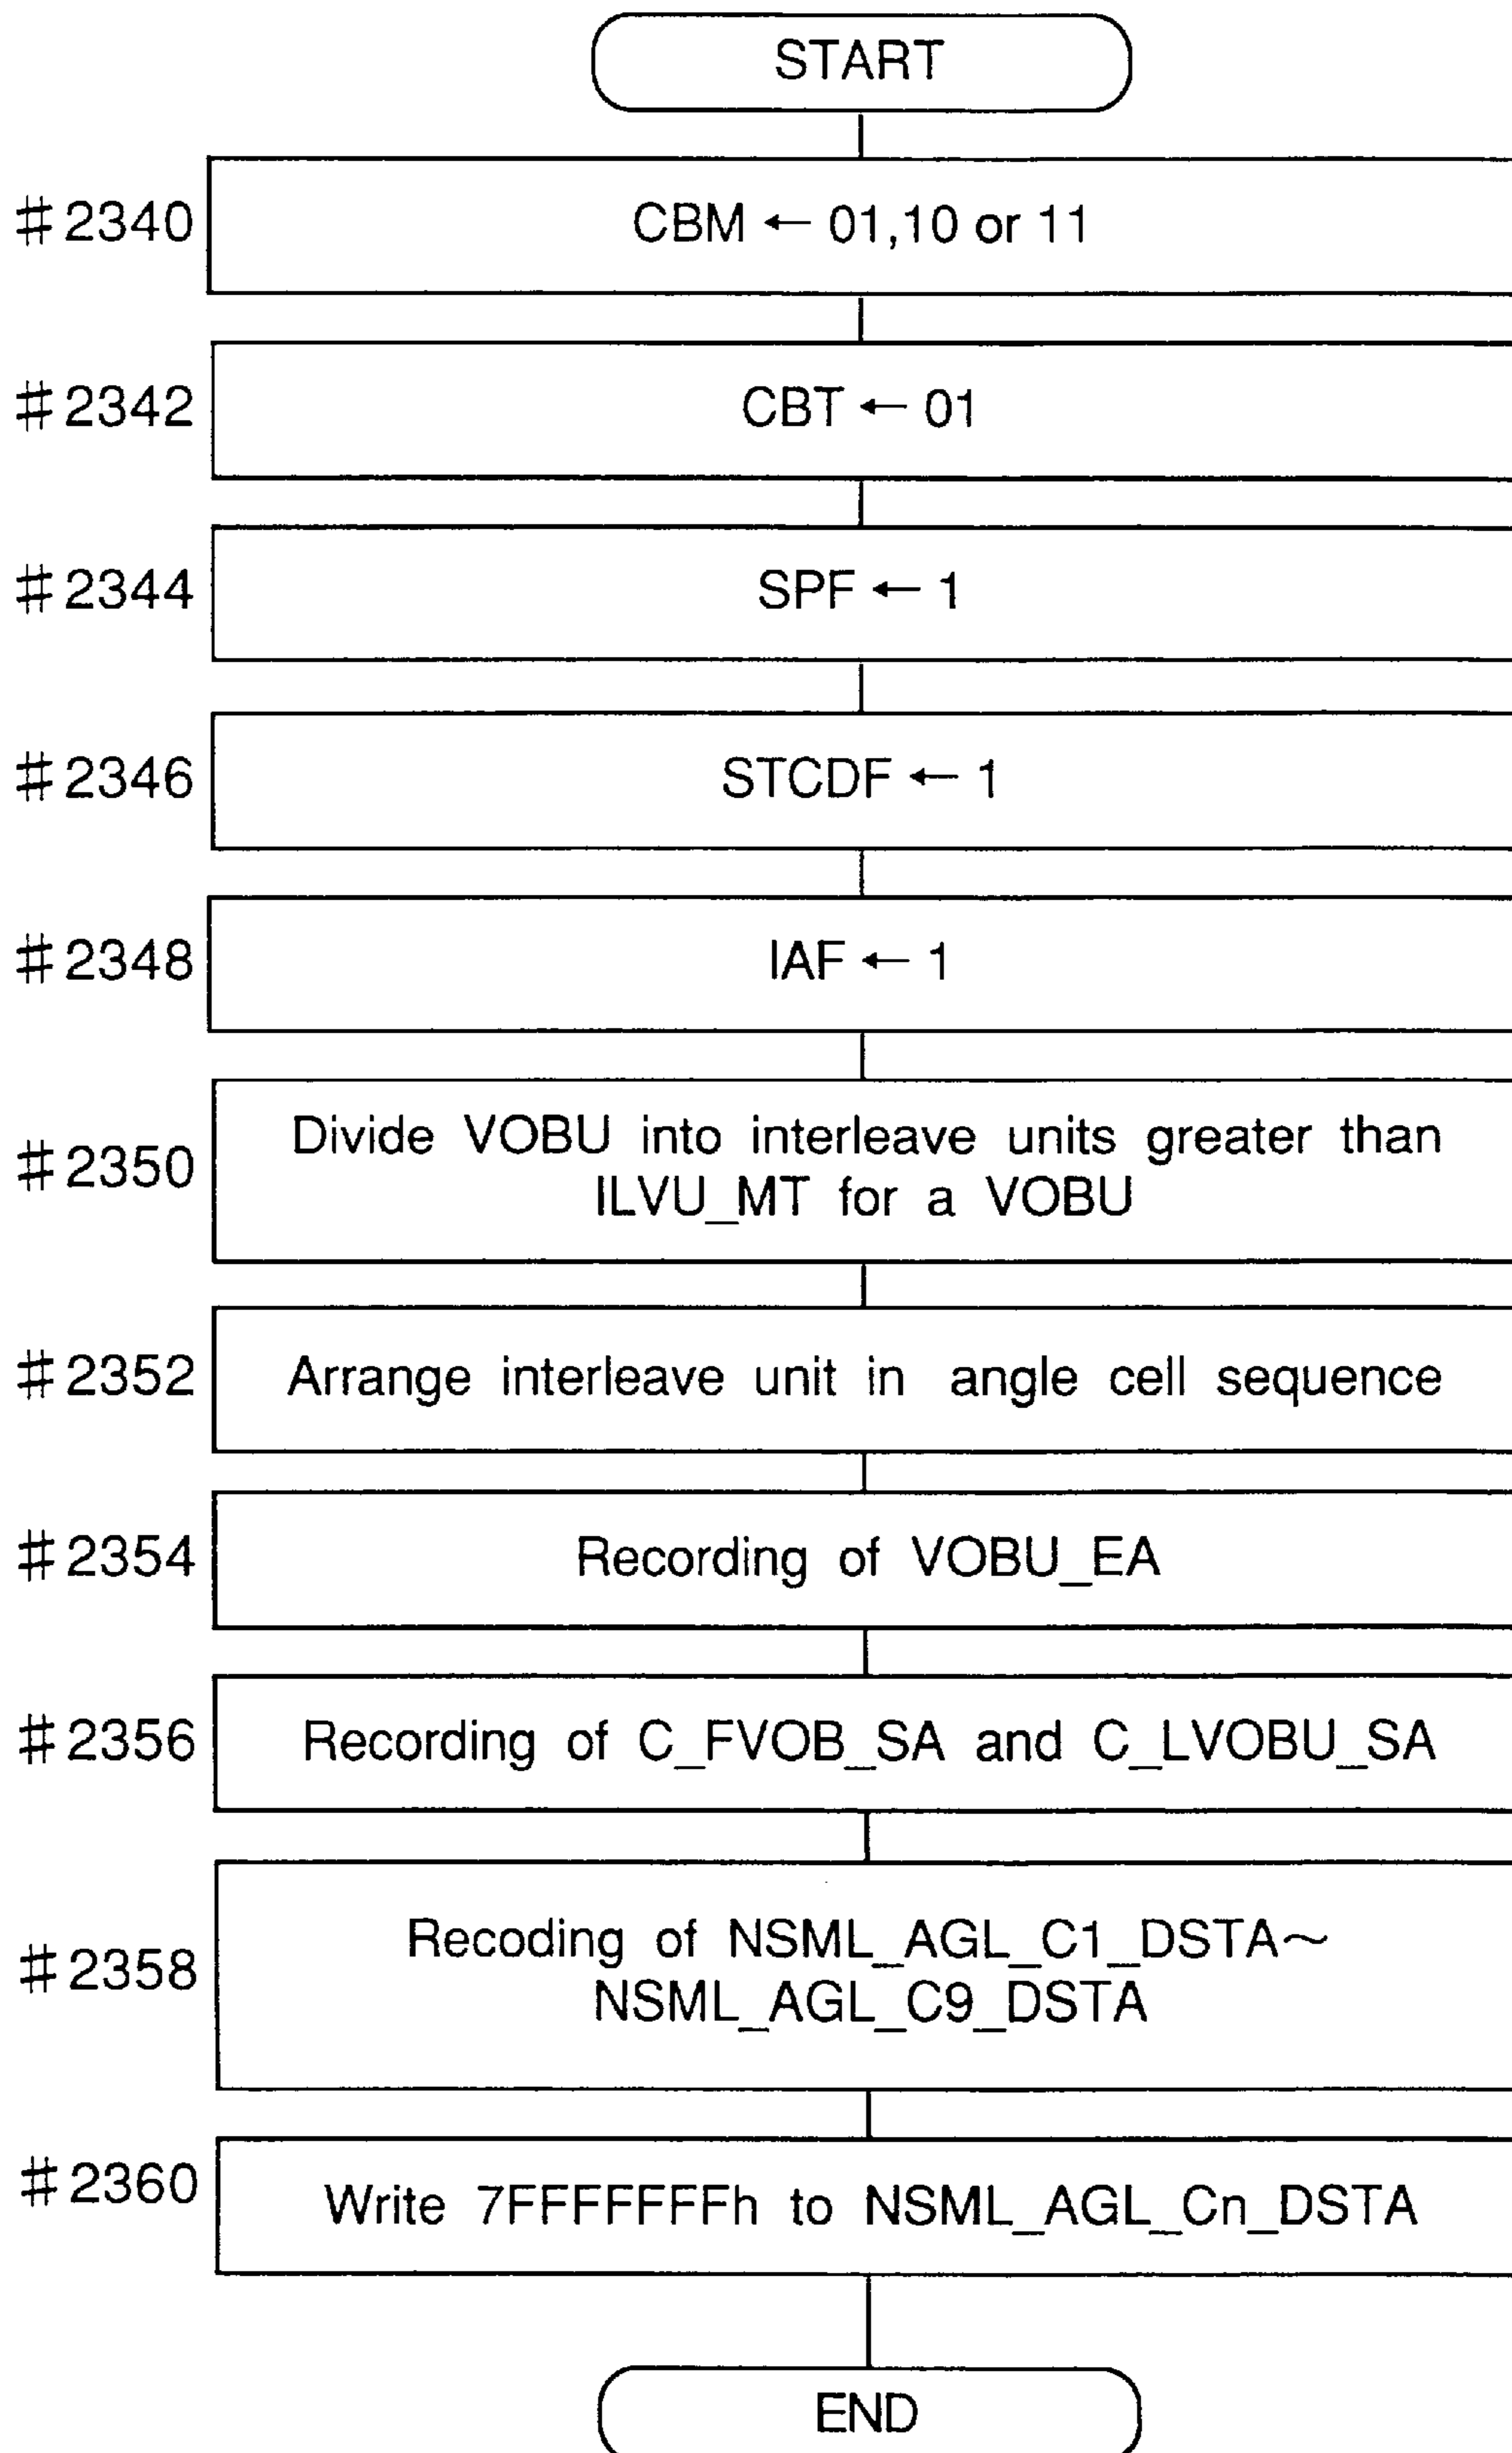 START
#2340
CBM ← 01,10 or 11
#2342
CBT ← 01
#2344
SPF ← 1
#2346
STCDF ← 1
#2348
IAF ← 1
#2350
Divide VOBU into interleave units greater than
ILVU_MT for a VOBU
#2352
Arrange interleave unit in angle cell sequence
#2354
Recording of VOBU_EA
#2356
Recording of C_FVOB_SA and C_LVOBU_SA
#2358
Recoding of NSML_AGL_C1_DSTA~
NSML_AGL_C9_DSTA
#2360
Write 7FFFFFFFh to NSML_AGL_Cn_DSTA
END